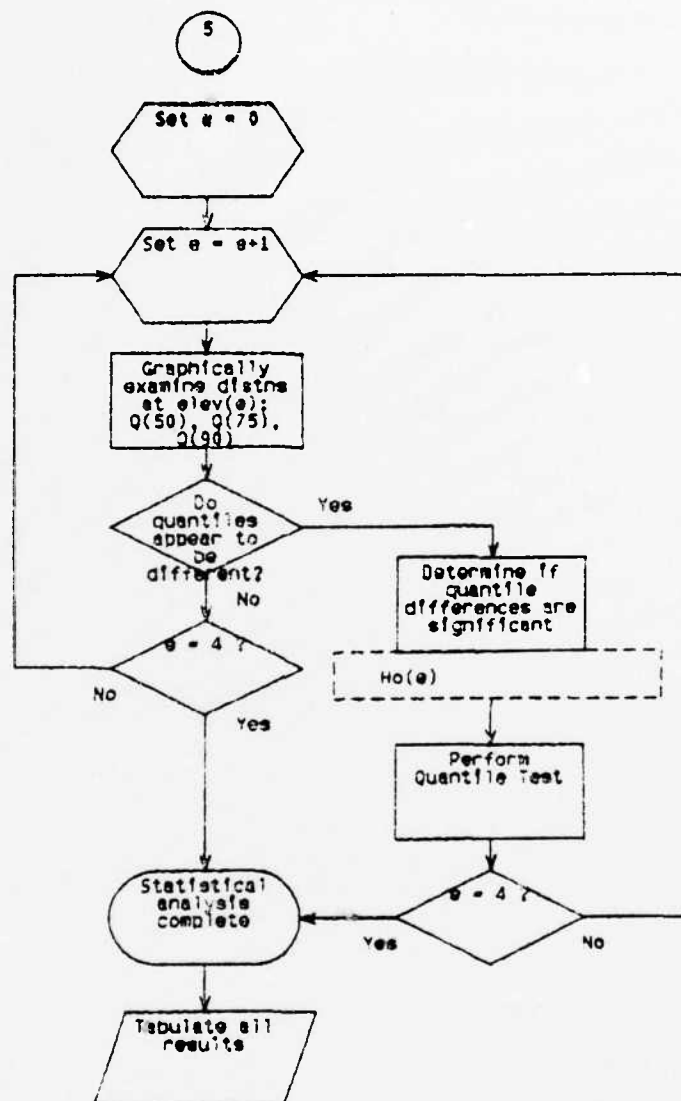 5
Set e = 0
Set e = e+1
Graphically
examine distns
at elev(e):
Q(50), Q(75),
Q(90)
Do
quantiles
appear to
be
different?
Yes
No
Determine if
quantile
differences are
significant
Ho(e)
e = 4 ?
No
Yes
Perform
Quantile Test
e = 4 ?
Yes
No
Statistical
analysis
complete
Tabulate all
results